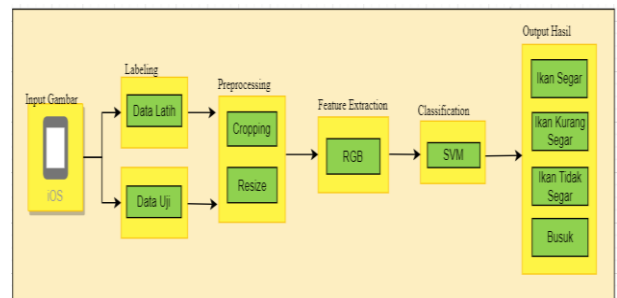 Input Gambar
iOS
Labeling
Data Latih
Data Uji
Preprocessing
Cropping
Resize
Feature Extraction
RGB
Classification
SVM
Output Hasil
Ikan Segar
Ikan Kurang
Segar
Ikan Tidak
Segar
Busuk